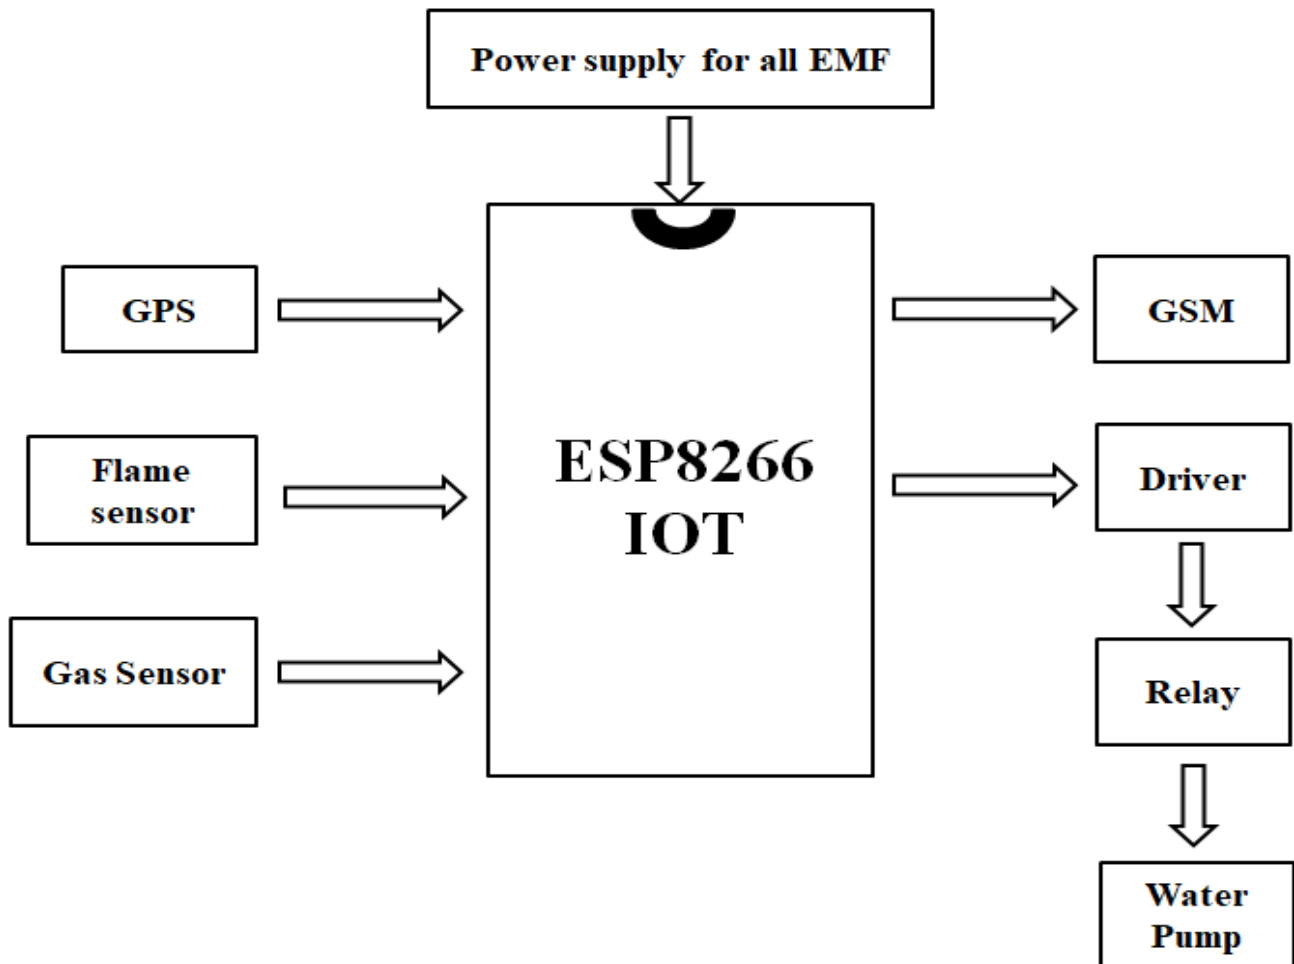 Power supply for all EMF
GPS
GSM
Flame
sensor
ESP8266
IOT
Driver
Gas Sensor
Relay
Water
Pump